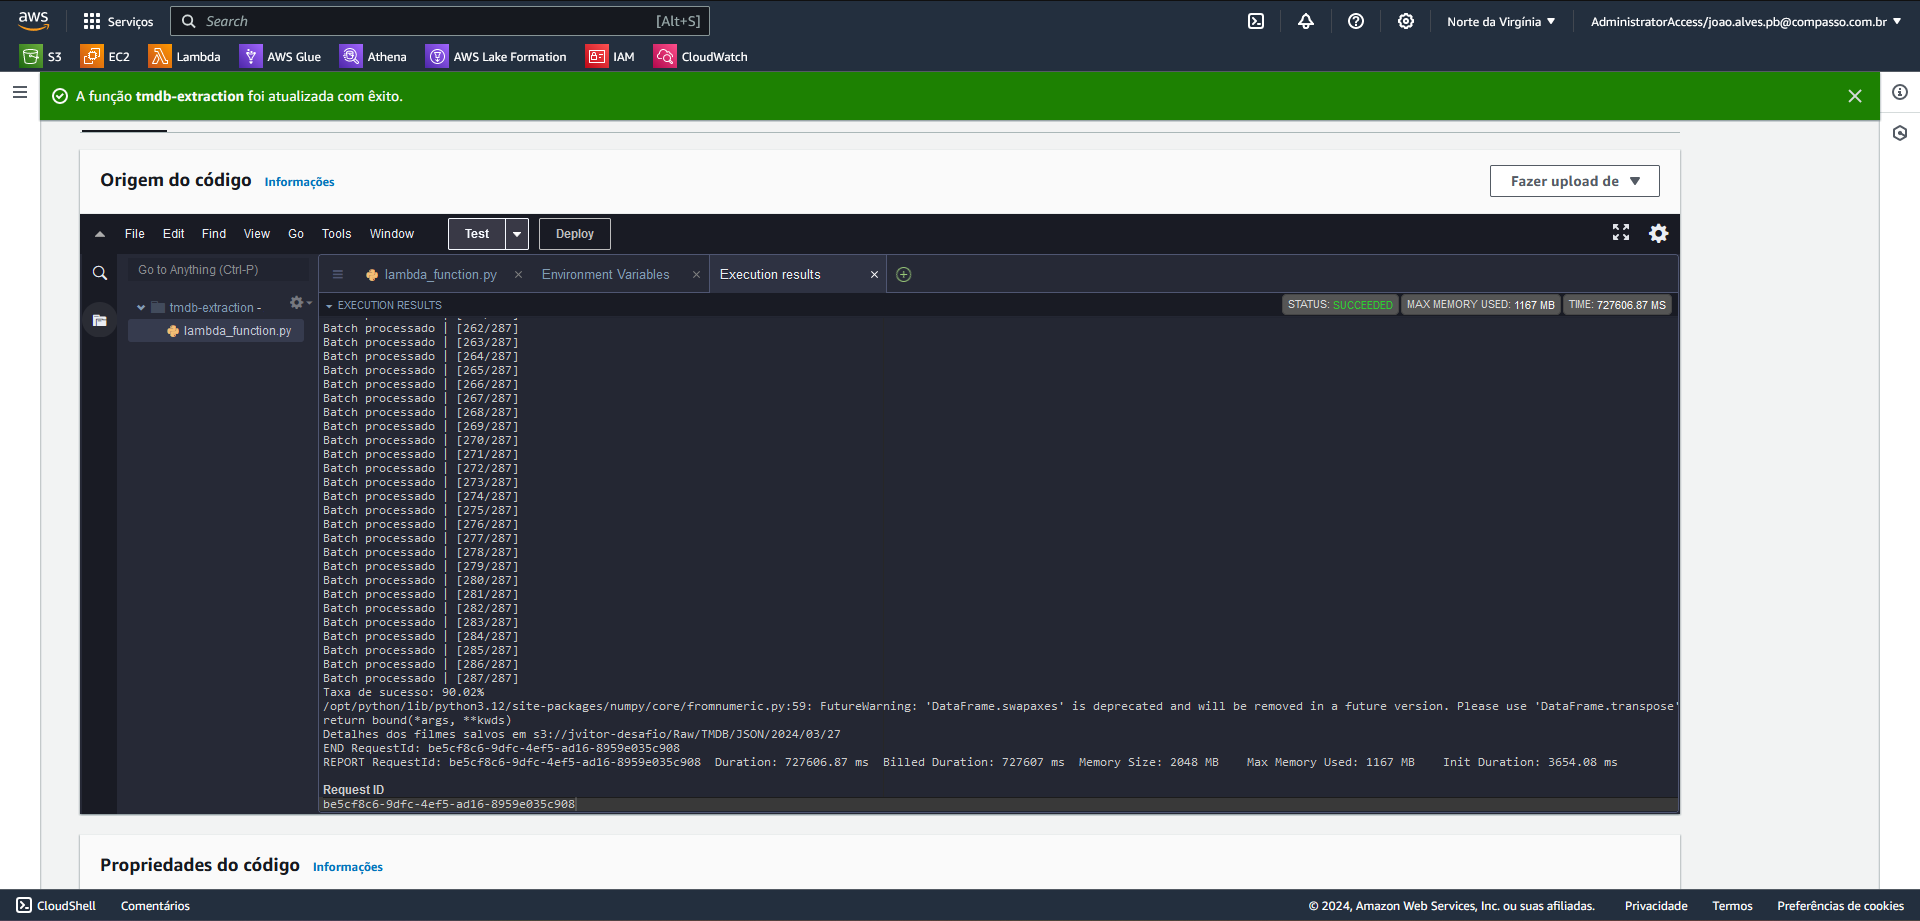 aws
Serviços
Search
[Alt+S]
Norte da Virgínia
AdministratorAccess/joao.alves.pb@compasso.com.br
S3
EC2
Lambda
AWS Glue
Athena
AWS Lake Formation
IAM
CloudWatch
A função tmdb-extraction foi atualizada com êxito.
Origem do código
Informações
Fazer upload de
File
Edit
Find
View
Go
Tools
Window
Test
Deploy
Go to Anything (Ctrl-P)
lambda_function.py
Environment Variables
Execution results
tmdb-extraction -
lambda_function.py
EXECUTION RESULTS
STATUS: SUCCEEDED
MAX MEMORY USED: 1167 MB
TIME: 727606.87 MS
Batch processado | [262/287]
Batch processado | [263/287]
Batch processado | [264/287]
Batch processado | [265/287]
Batch processado | [266/287]
Batch processado | [267/287]
Batch processado | [268/287]
Batch processado | [269/287]
Batch processado | [270/287]
Batch processado | [271/287]
Batch processado | [272/287]
Batch processado | [273/287]
Batch processado | [274/287]
Batch processado | [275/287]
Batch processado | [276/287]
Batch processado | [277/287]
Batch processado | [278/287]
Batch processado | [279/287]
Batch processado | [280/287]
Batch processado | [281/287]
Batch processado | [282/287]
Batch processado | [283/287]
Batch processado | [284/287]
Batch processado | [285/287]
Batch processado | [286/287]
Batch processado | [287/287]
Taxa de sucesso: 90.02%
/opt/python/lib/python3.12/site-packages/numpy/core/fromnumeric.py:59: FutureWarning: 'DataFrame.swapaxes' is deprecated and will be removed in a future version. Please use 'DataFrame.transpose'
return bound(*args, **kwds)
Detalhes dos filmes salvos em s3://jvitor-desafio/Raw/TMDB/JSON/2024/03/27
END RequestId: be5cf8c6-9dfc-4ef5-ad16-8959e035c908
REPORT RequestId: be5cf8c6-9dfc-4ef5-ad16-8959e035c908 Duration: 727606.87 ms Billed Duration: 727607 ms Memory Size: 2048 MB Max Memory Used: 1167 MB Init Duration: 3654.08 ms
Request ID
be5cf8c6-9dfc-4ef5-ad16-8959e035c908
Propriedades do código
Informações
CloudShell
Comentários
© 2024, Amazon Web Services, Inc. ou suas afiliadas.
Privacidade
Termos
Preferências de cookies